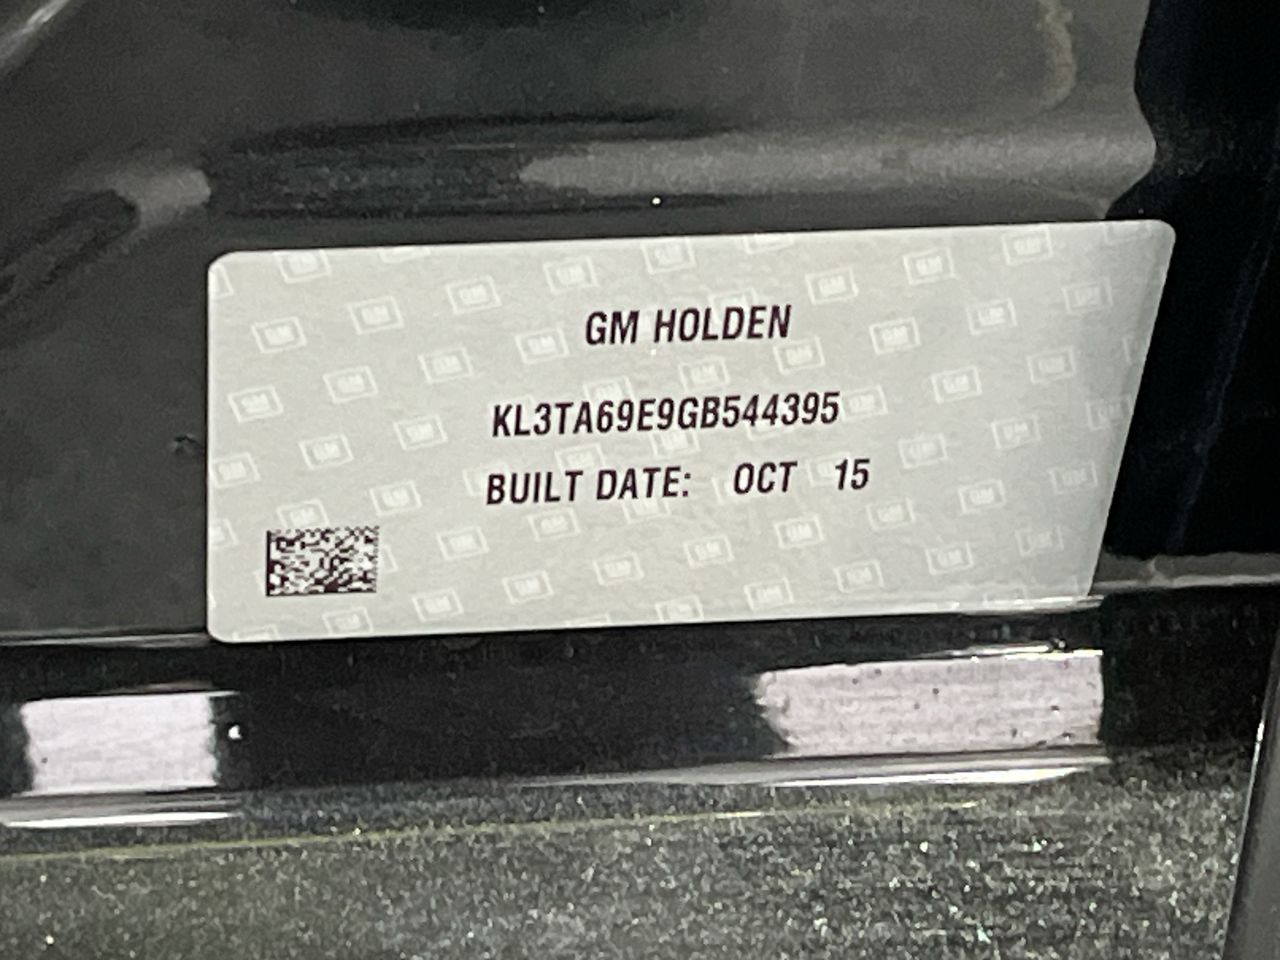 GM HOLDEN
KL3TA69E9GB544395
BUILT DATE: OCT 15